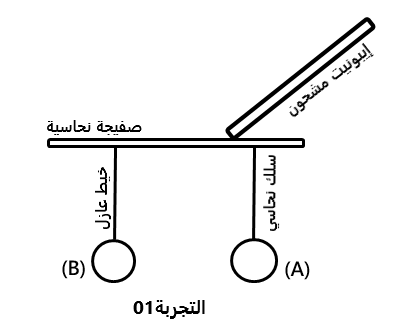 إيبونيت مشحون
صفيحة نحاسية
سلك نحاسي
خيط عازل
(A)
(B)
التجربة01